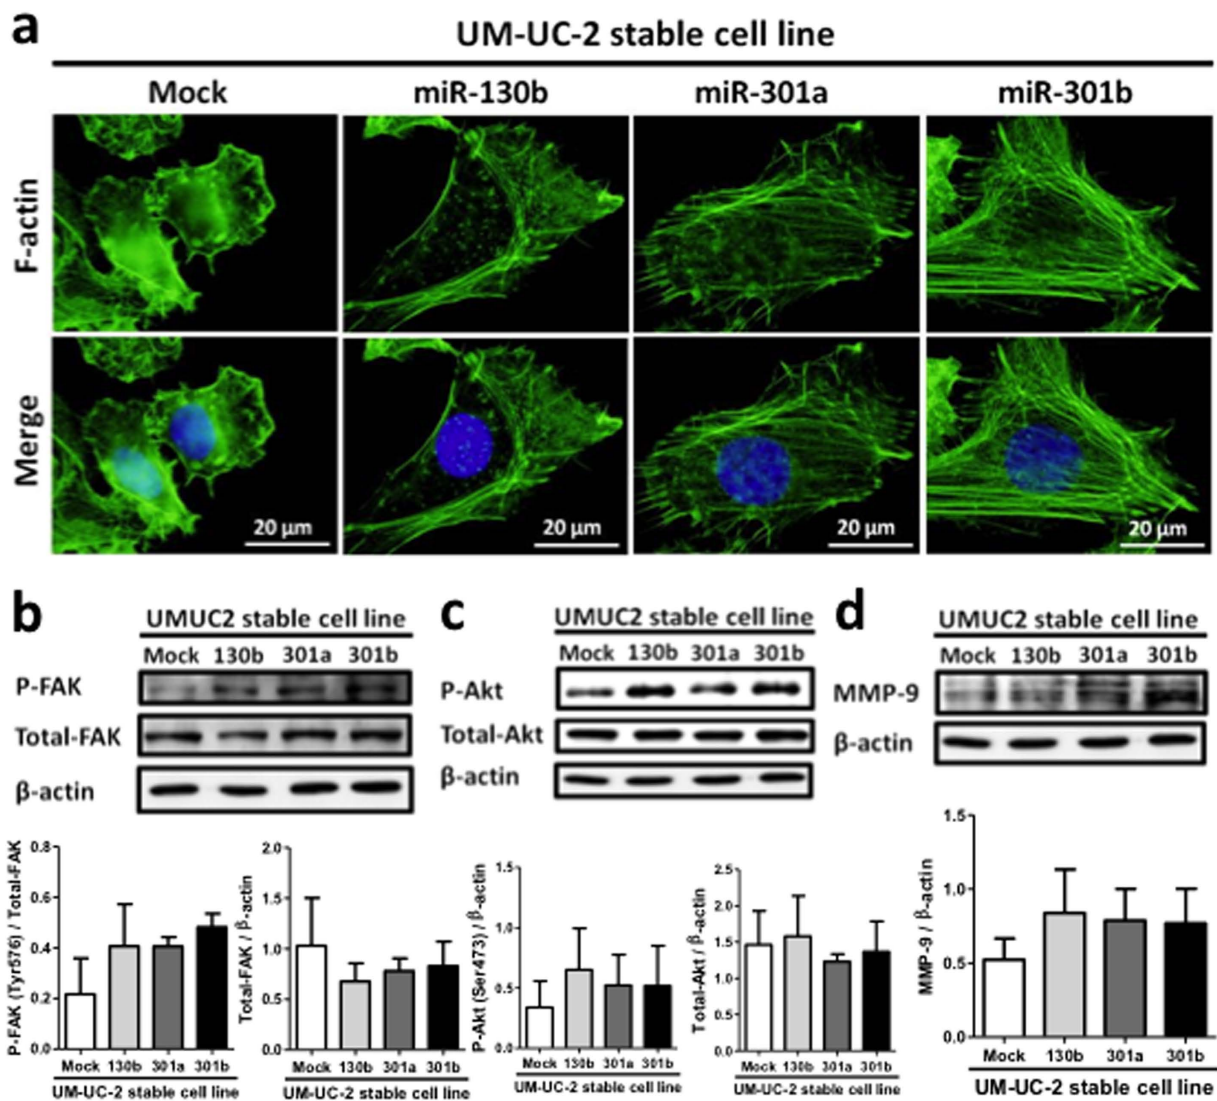 a
UM-UC-2 stable cell line
Mock miR-130b miR-301a miR-301b
F-actin
Merge
20 μm 20 μm 20 μm 20 μm
b
UMUC2 stable cell line
Mock 130b 301a 301b
P-FAK
Total-FAK
β-actin
c
UMUC2 stable cell line
Mock 130b 301a 301b
P-Akt
Total-Akt
β-actin
d
UMUC2 stable cell line
Mock 130b 301a 301b
MMP-9
β-actin
P-FAK (Tyr576) / Total-FAK
0.8
0.6
0.4
0.2
0.0
Mock 130b 301a 301b
UM-UC-2 stable cell line
Total-FAK / β-actin
2.0
1.5
1.0
0.5
0.0
Mock 130b 301a 301b
UM-UC-2 stable cell line
P-Akt (Ser473) / β-actin
1.5
1.0
0.5
0.0
Mock 130b 301a 301b
UM-UC-2 stable cell line
Total-Akt / β-actin
2.5
2.0
1.5
1.0
0.5
0.0
Mock 130b 301a 301b
UM-UC-2 stable cell line
MMP-9 / β-actin
1.5
1.0
0.5
0.0
Mock 130b 301a 301b
UM-UC-2 stable cell line